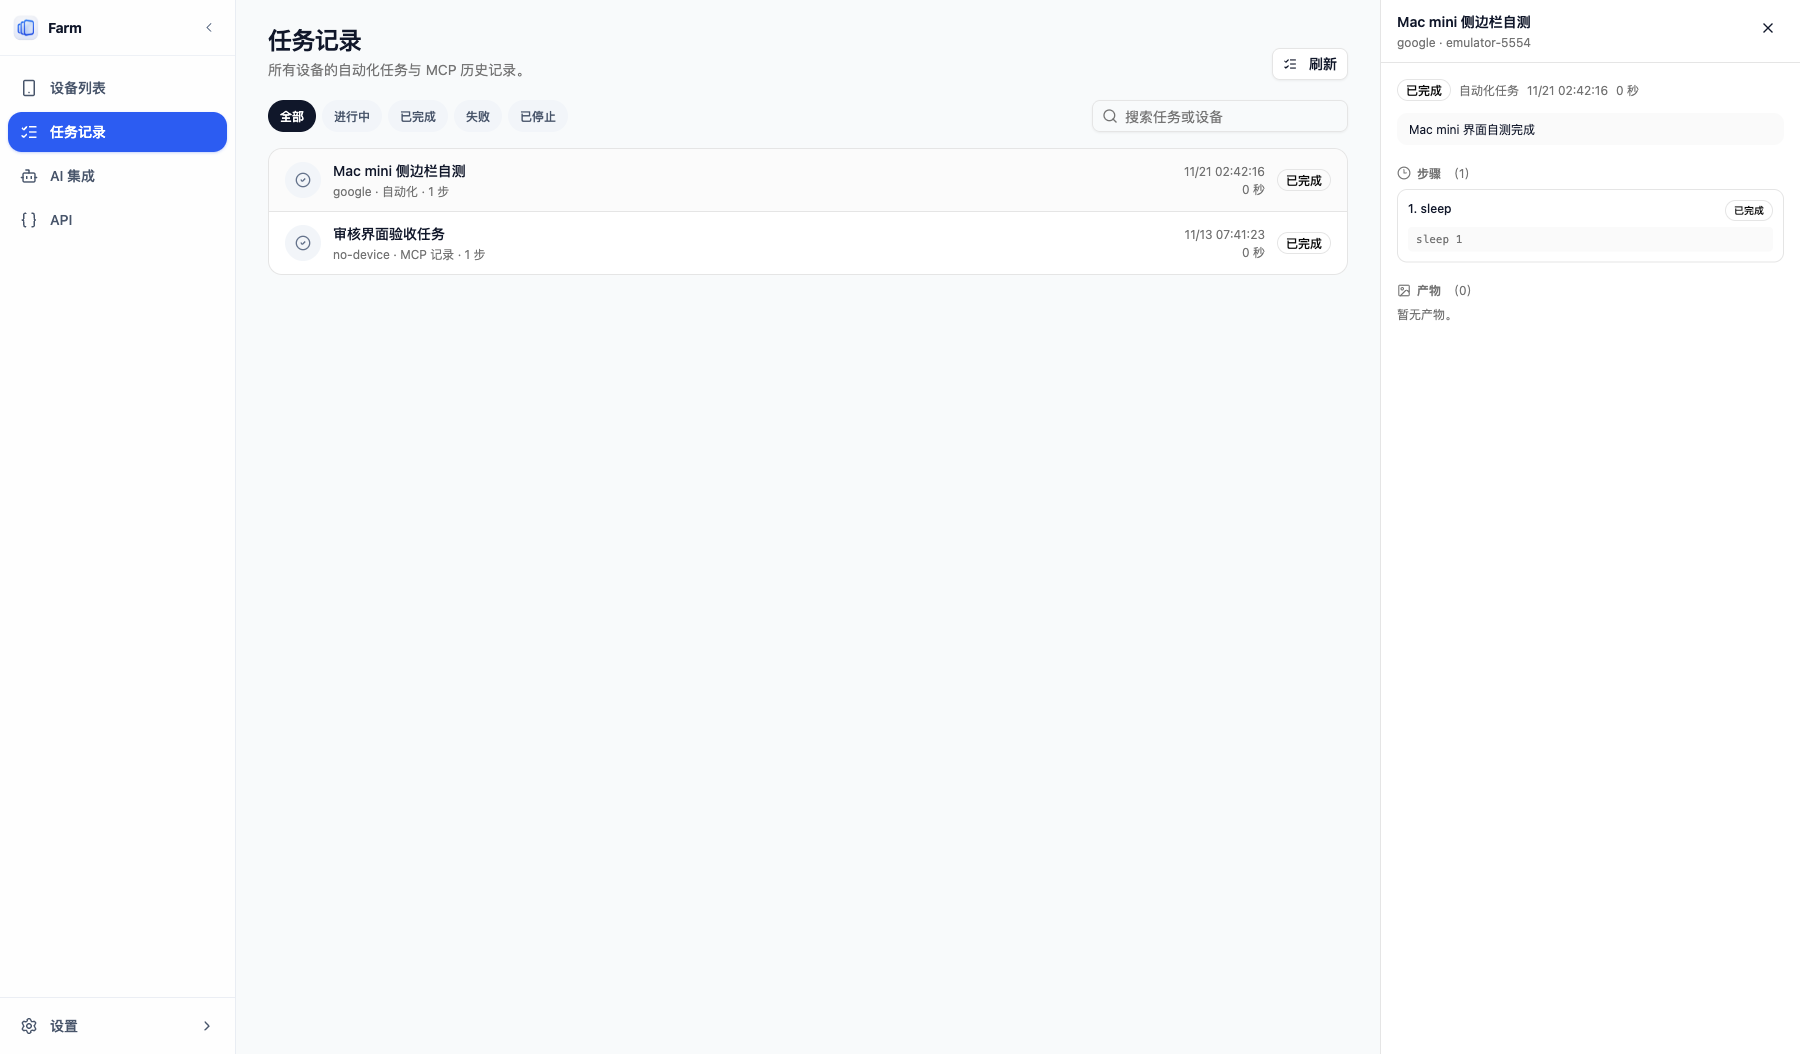 Farm
设备列表
任务记录
AI 集成
API
设置
任务记录
所有设备的自动化任务与 MCP 历史记录。
刷新
全部
进行中
已完成
失败
已停止
搜索任务或设备
Mac mini 侧边栏自测
google · 自动化 · 1 步
11/21 02:42:16
0 秒
已完成
审核界面验收任务
no-device · MCP 记录 · 1 步
11/13 07:41:23
0 秒
已完成
Mac mini 侧边栏自测
google · emulator-5554
已完成 自动化任务 11/21 02:42:16 0 秒
Mac mini 界面自测完成
步骤 (1)
1. sleep
已完成
sleep 1
产物 (0)
暂无产物。